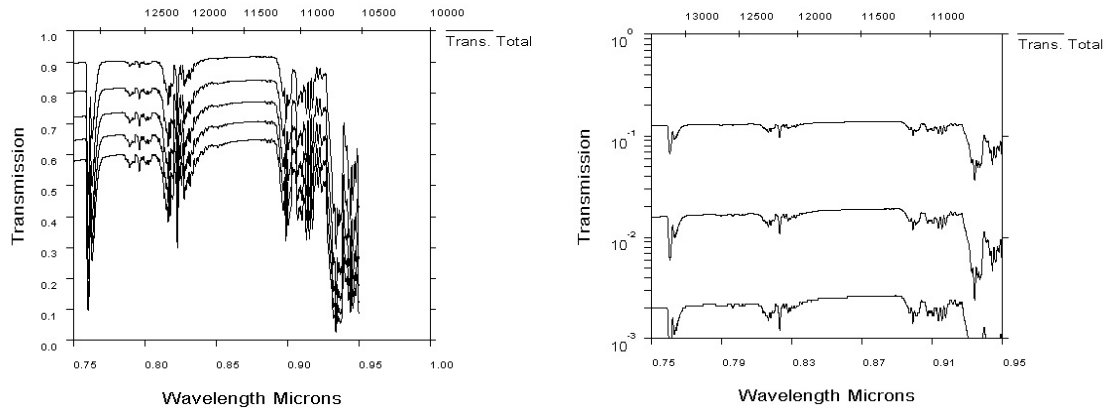 12500 12000 11500 11000 10500 10000
Trans. Total
1.0
0.9
0.8
0.7
0.6
0.5
0.4
0.3
0.2
0.1
0.0
Transmission
0.75 0.80 0.85 0.90 0.95 1.00
Wavelength Microns
13000 12500 12000 11500 11000
Trans. Total
10^0
10^-1
10^-2
10^-3
Transmission
0.75 0.79 0.83 0.87 0.91 0.95
Wavelength Microns